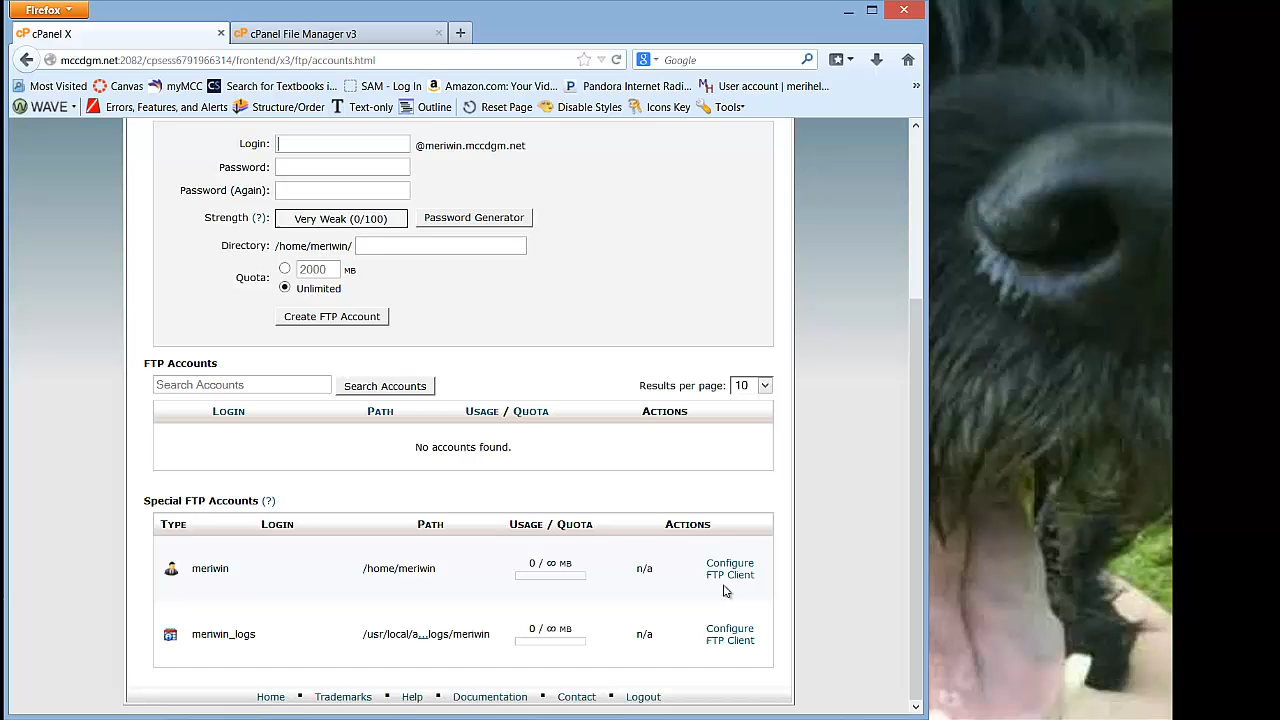 Firefox
cPanel X
cPanel File Manager v3
mccdgm.net:2082/cpsess6791966314/frontend/x3/ftp/accounts.html
Google
Most Visited Canvas myMCC Search for Textbooks i... SAM - Log In Amazon.com: Your Vid... Pandora Internet Radi... User account | merihel... »
WAVE Errors, Features, and Alerts Structure/Order Text-only Outline Reset Page Disable Styles Icons Key Tools
Login: @meriwin.mccdgm.net
Password:
Password (Again):
Strength (?): Very Weak (0/100) Password Generator
Directory: /home/meriwin/
Quota: 2000 MB
Unlimited
Create FTP Account
FTP Accounts
Search Accounts Search Accounts Results per page: 10
LOGIN PATH USAGE / QUOTA ACTIONS
No accounts found.
Special FTP Accounts (?)
TYPE LOGIN PATH USAGE / QUOTA ACTIONS
meriwin /home/meriwin 0 / ∞ MB n/a Configure FTP Client
meriwin_logs /usr/local/a...logs/meriwin 0 / ∞ MB n/a Configure FTP Client
Home ▪ Trademarks ▪ Help ▪ Documentation ▪ Contact ▪ Logout